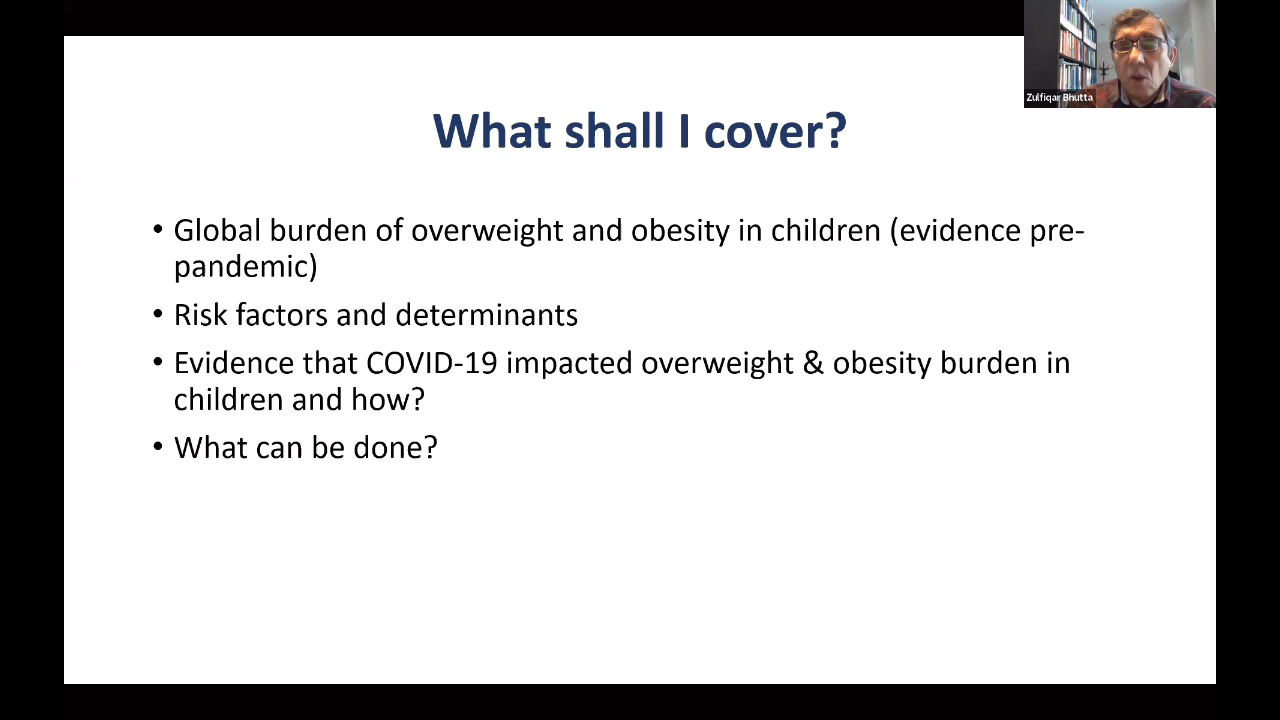 Zulfiqar Bhutta
What shall I cover?
• Global burden of overweight and obesity in children (evidence pre-
pandemic)
• Risk factors and determinants
• Evidence that COVID-19 impacted overweight & obesity burden in
children and how?
• What can be done?